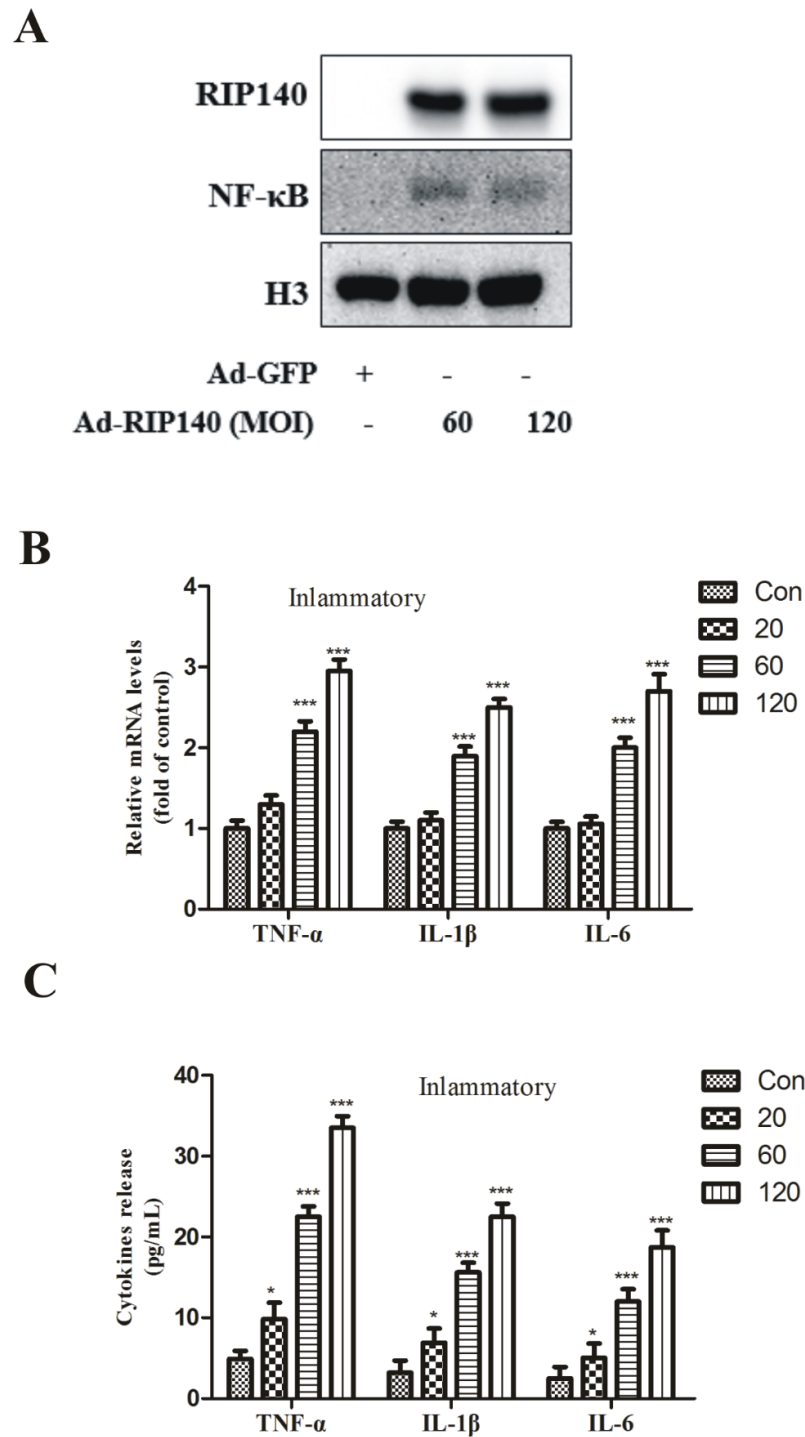 A
RIP140
NF-κB
H3
Ad-GFP + - -
Ad-RIP140 (MOI) - 60 120
B
Inlammatory
Relative mRNA levels
(fold of control)
4
3
2
1
0
*** *** *** *** *** ***
TNF-α IL-1β IL-6
Con
20
60
120
C
Inlammatory
Cytokines release
(pg/mL)
40
30
20
10
0
* *** *** * *** *** * *** ***
TNF-α IL-1β IL-6
Con
20
60
120